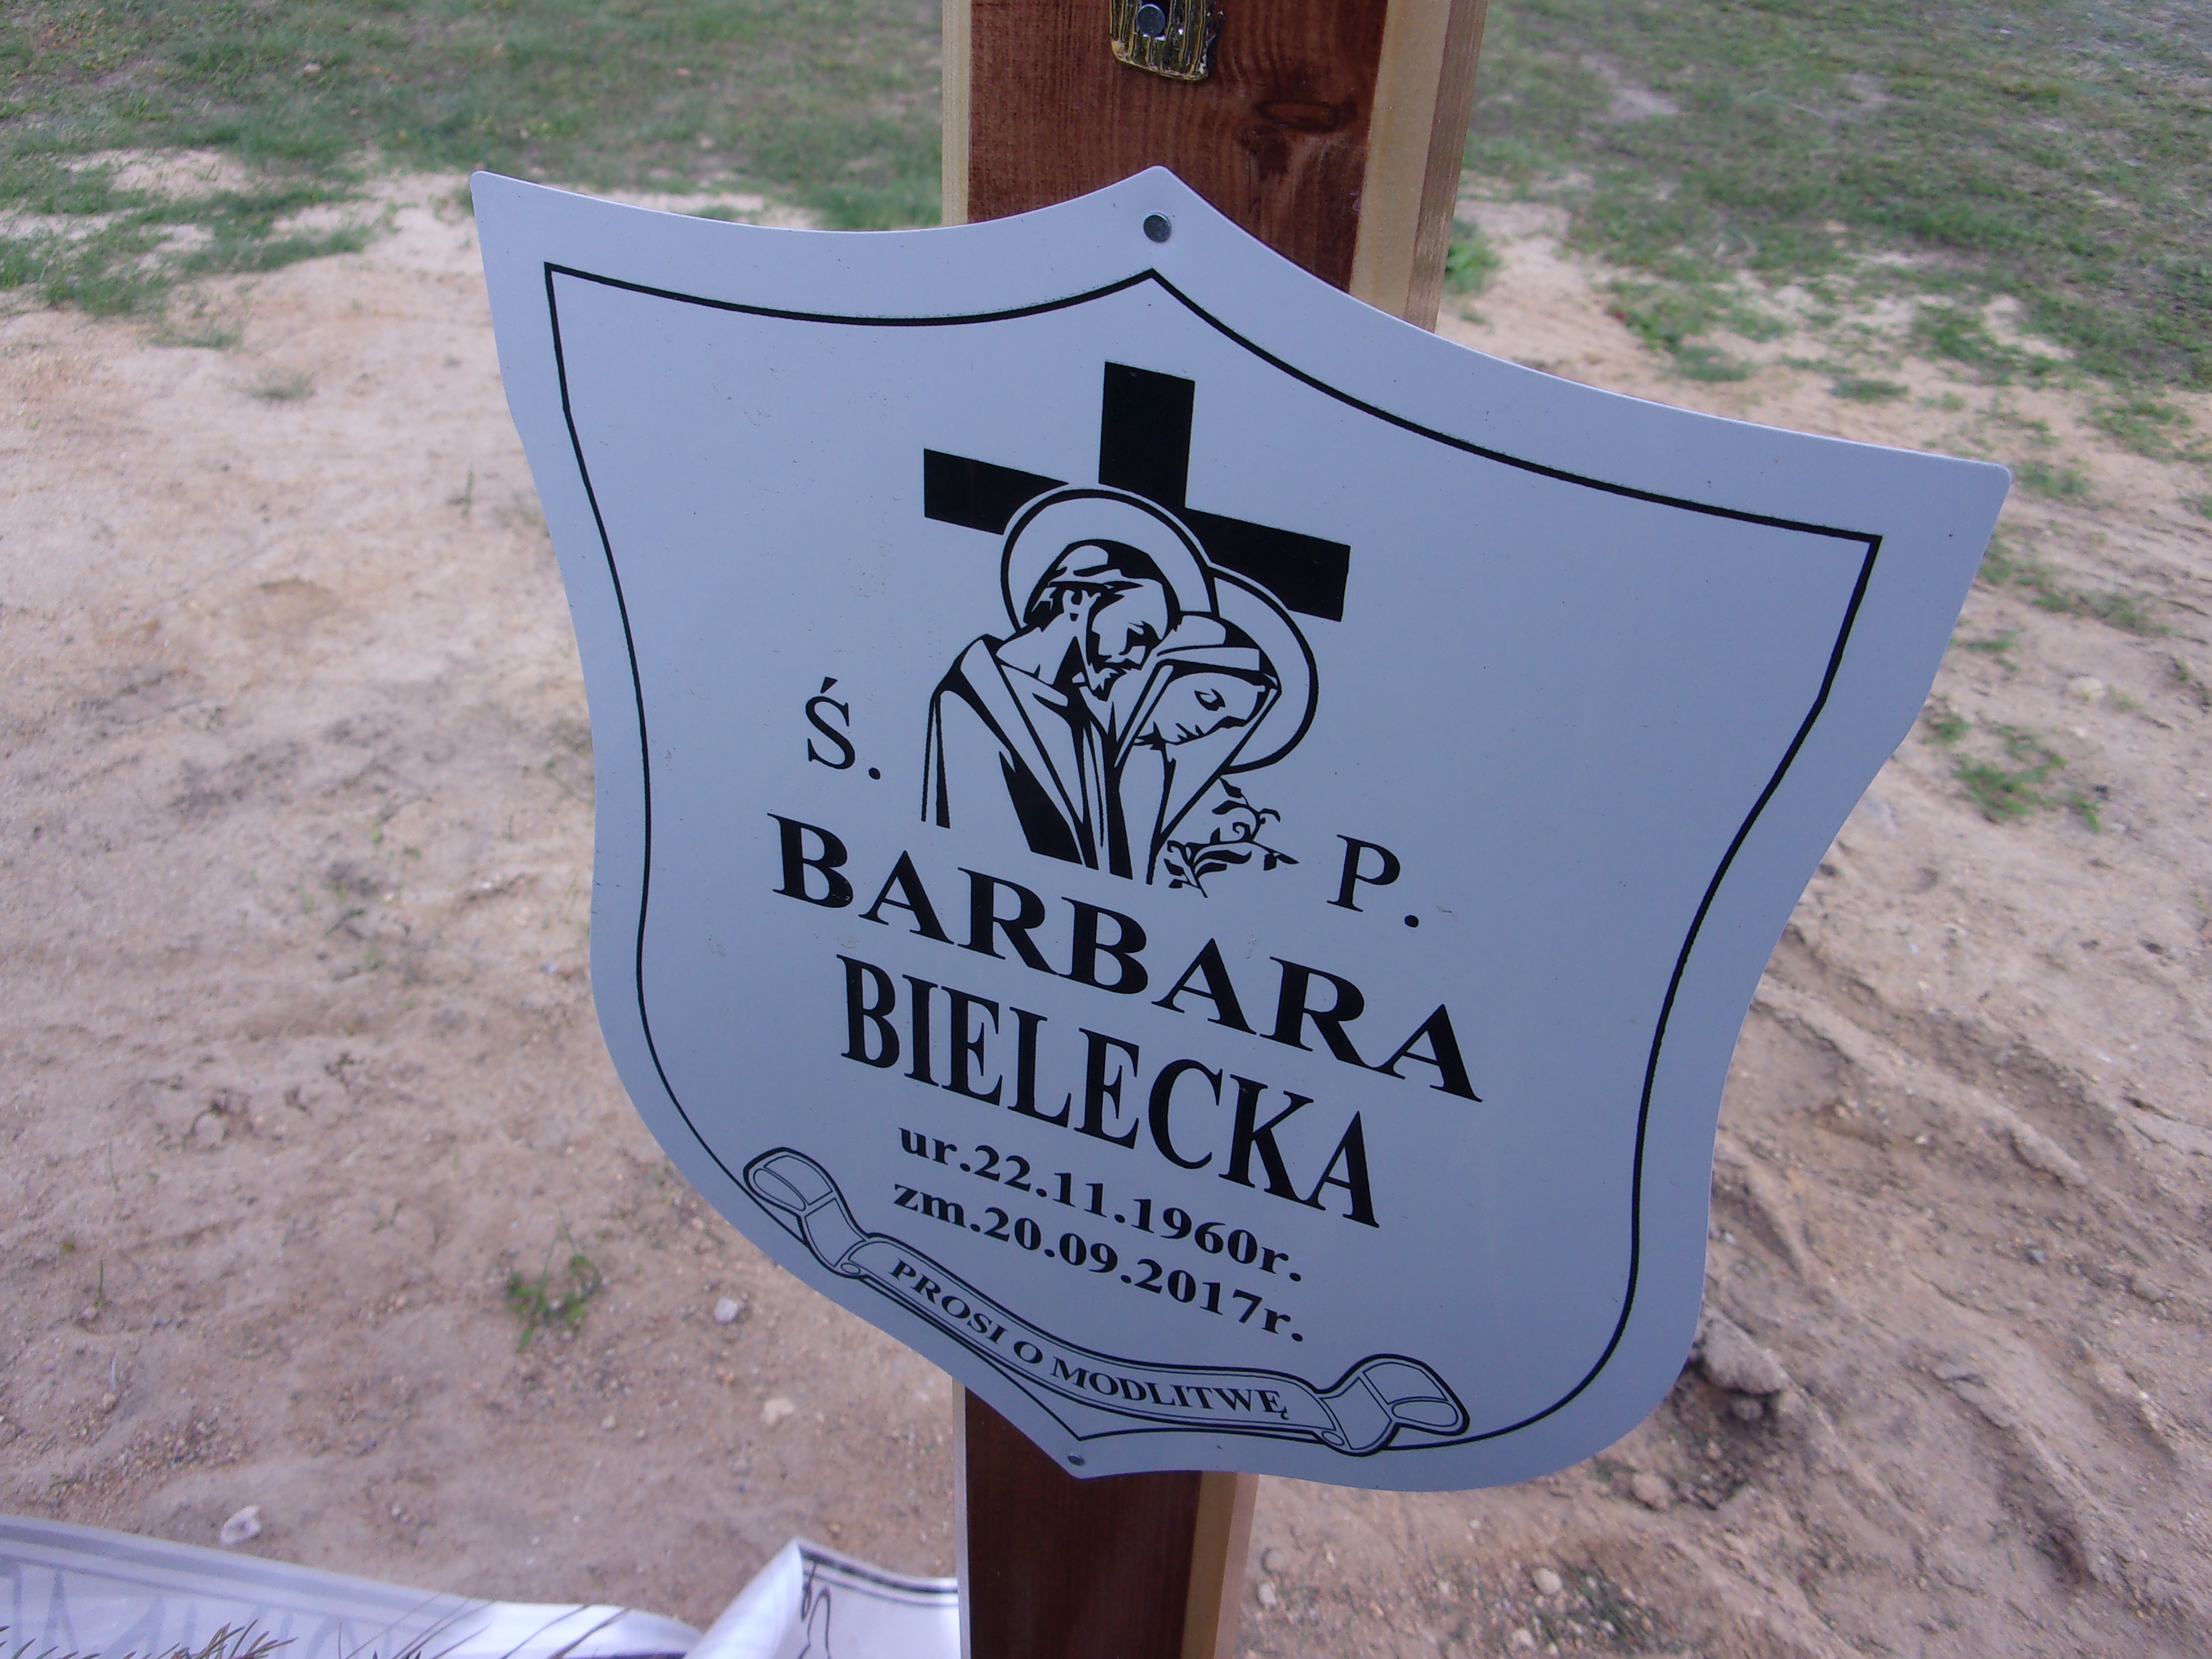 Ś. P.
BARBARA
BIELECKA
ur.22.11.1960r.
zm.20.09.2017r.
PROSI O MODLITWĘ